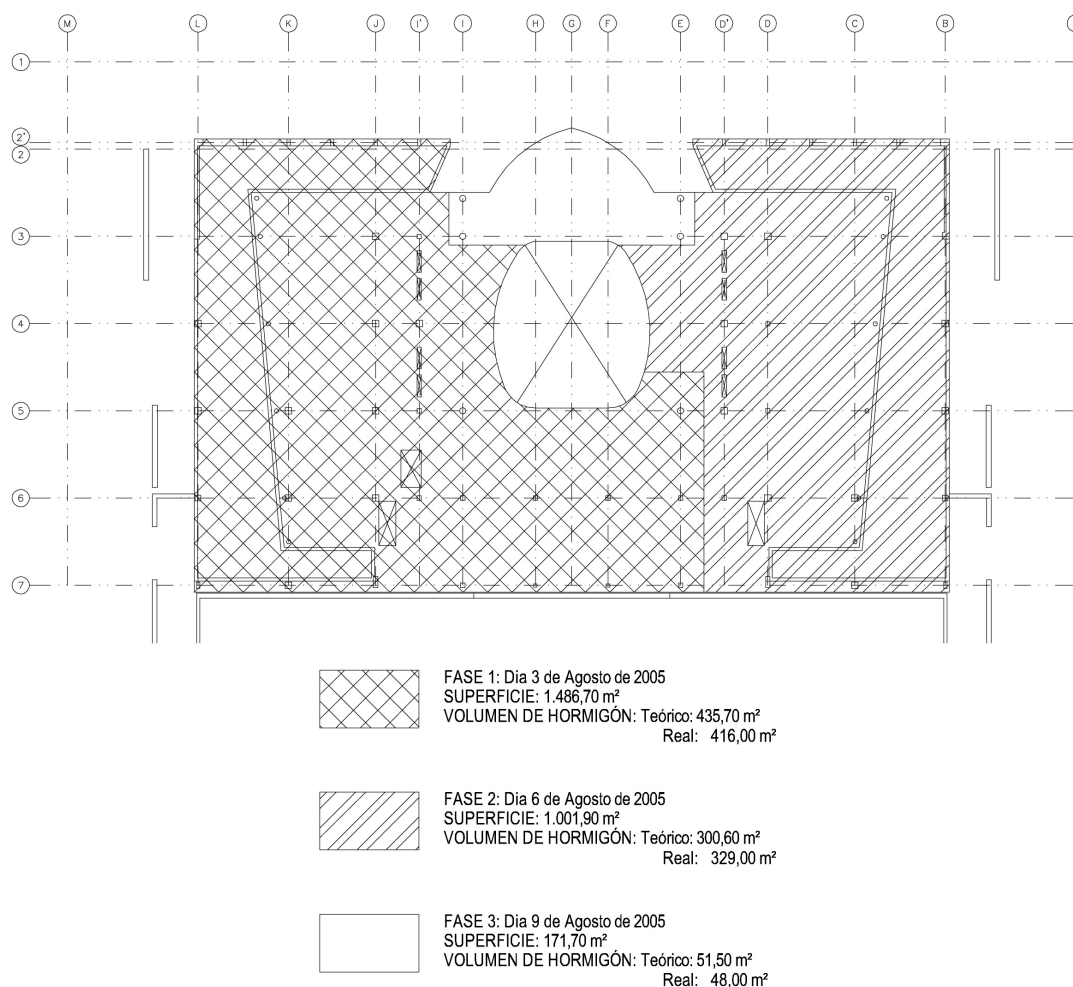 M L K J I' I H G F E D' D C B
1
2'
2
3
4
5
6
7
FASE 1: Dia 3 de Agosto de 2005
SUPERFICIE: 1.486,70 m²
VOLUMEN DE HORMIGÓN: Teórico: 435,70 m²
Real: 416,00 m²
FASE 2: Dia 6 de Agosto de 2005
SUPERFICIE: 1.001,90 m²
VOLUMEN DE HORMIGÓN: Teórico: 300,60 m²
Real: 329,00 m²
FASE 3: Dia 9 de Agosto de 2005
SUPERFICIE: 171,70 m²
VOLUMEN DE HORMIGÓN: Teórico: 51,50 m²
Real: 48,00 m²